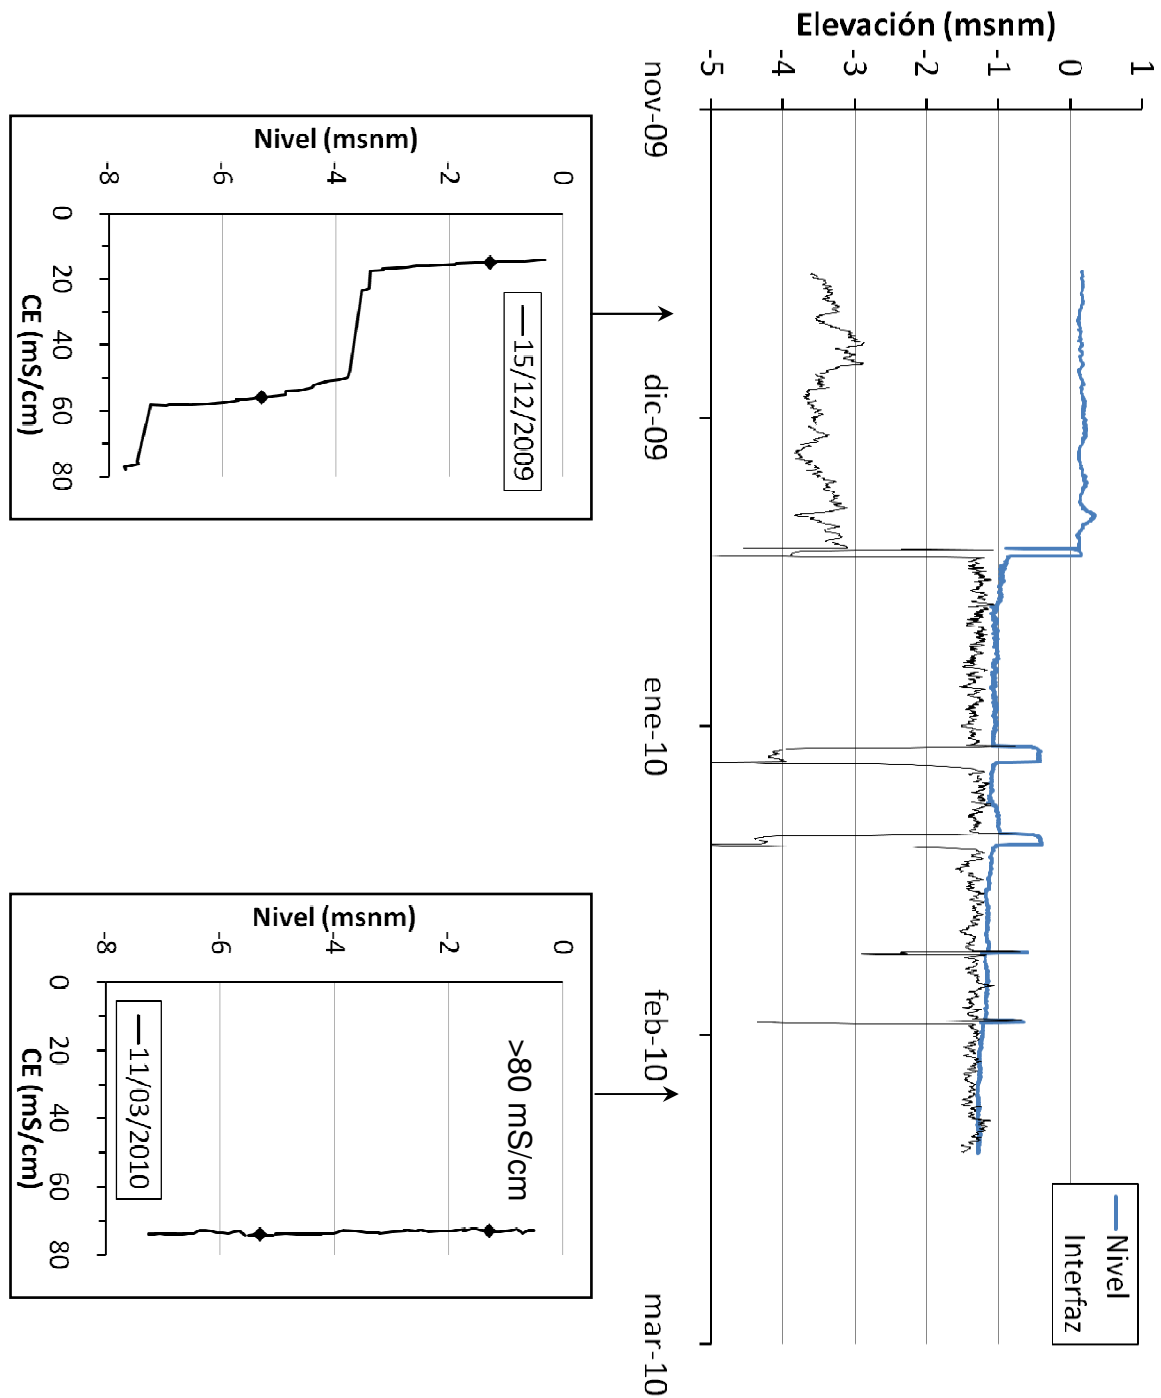 Elevación (msnm)
1
0
-1
-2
-3
-4
-5
nov-09
dic-09
ene-10
feb-10
mar-10
Nivel
Interfaz
Nivel (msnm)
0
-2
-4
-6
-8
0
20
40
60
80
CE (mS/cm)
15/12/2009
Nivel (msnm)
0
-2
-4
-6
-8
0
20
40
60
80
CE (mS/cm)
>80 mS/cm
11/03/2010